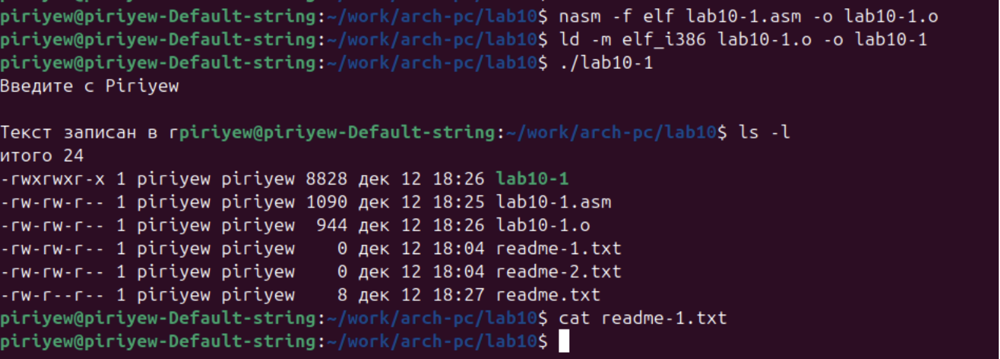 piriyew@piriyew-Default-string:~/work/arch-pc/lab10$ nasm -f elf lab10-1.asm -o lab10-1.o
piriyew@piriyew-Default-string:~/work/arch-pc/lab10$ ld -m elf_i386 lab10-1.o -o lab10-1
piriyew@piriyew-Default-string:~/work/arch-pc/lab10$ ./lab10-1
Введите с Piriyew
Текст записан в гpiriyew@piriyew-Default-string:~/work/arch-pc/lab10$ ls -l
итого 24
-rwxrwxr-x 1 piriyew piriyew 8828 дек 12 18:26 lab10-1
-rw-rw-r-- 1 piriyew piriyew 1090 дек 12 18:25 lab10-1.asm
-rw-rw-r-- 1 piriyew piriyew  944 дек 12 18:26 lab10-1.o
-rw-rw-r-- 1 piriyew piriyew    0 дек 12 18:04 readme-1.txt
-rw-rw-r-- 1 piriyew piriyew    0 дек 12 18:04 readme-2.txt
-rw-r--r-- 1 piriyew piriyew    8 дек 12 18:27 readme.txt
piriyew@piriyew-Default-string:~/work/arch-pc/lab10$ cat readme-1.txt
piriyew@piriyew-Default-string:~/work/arch-pc/lab10$